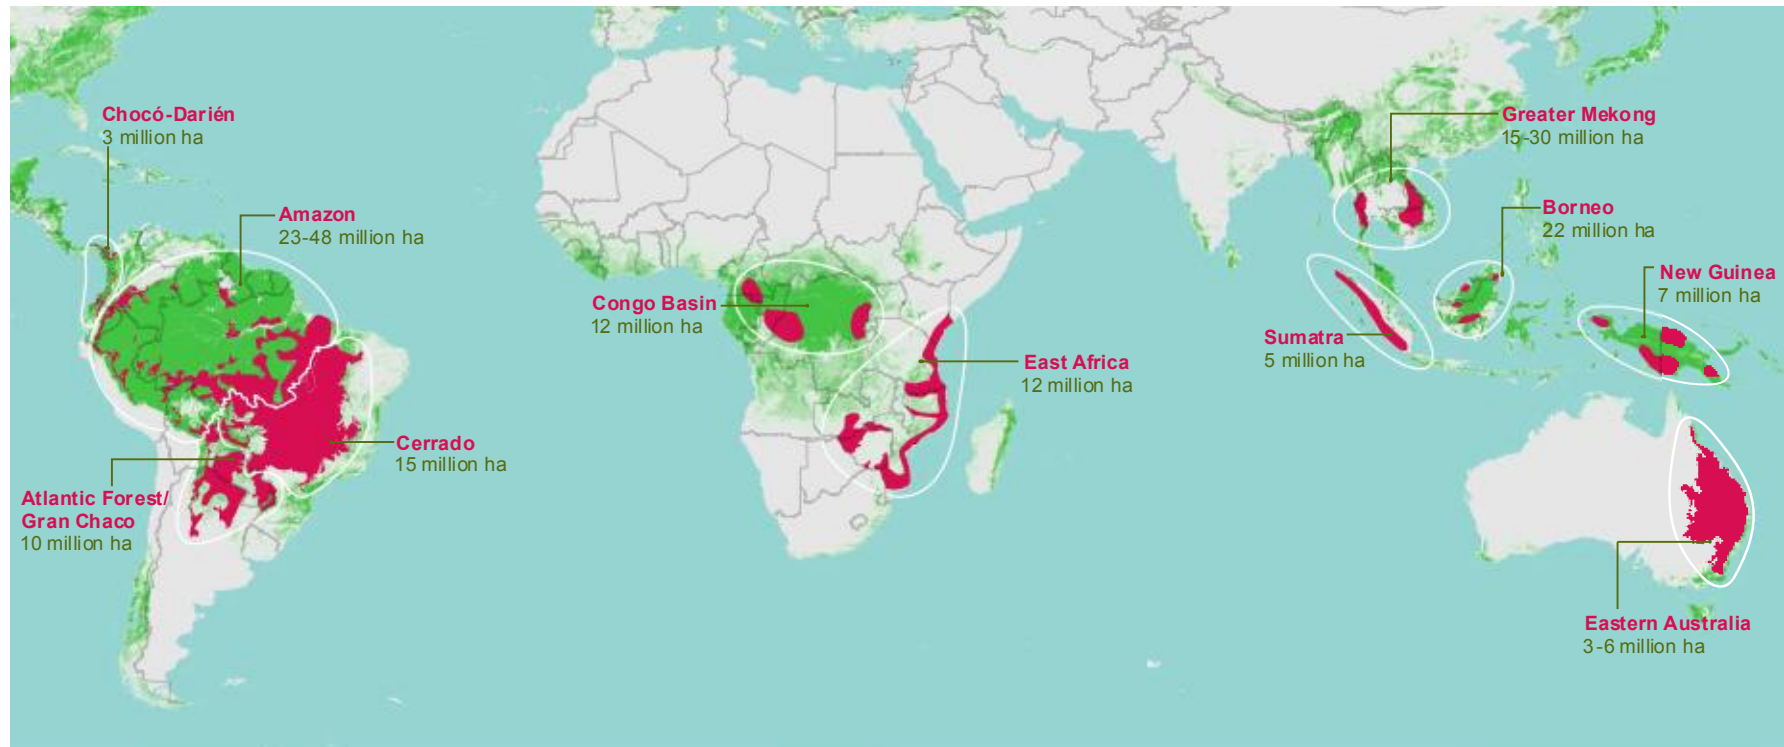 Chocó-Darién
3 million ha
Amazon
23-48 million ha
Cerrado
15 million ha
Atlantic Forest/
Gran Chaco
10 million ha
Congo Basin
12 million ha
East Africa
12 million ha
Greater Mekong
15-30 million ha
Borneo
22 million ha
New Guinea
7 million ha
Sumatra
5 million ha
Eastern Australia
3-6 million ha